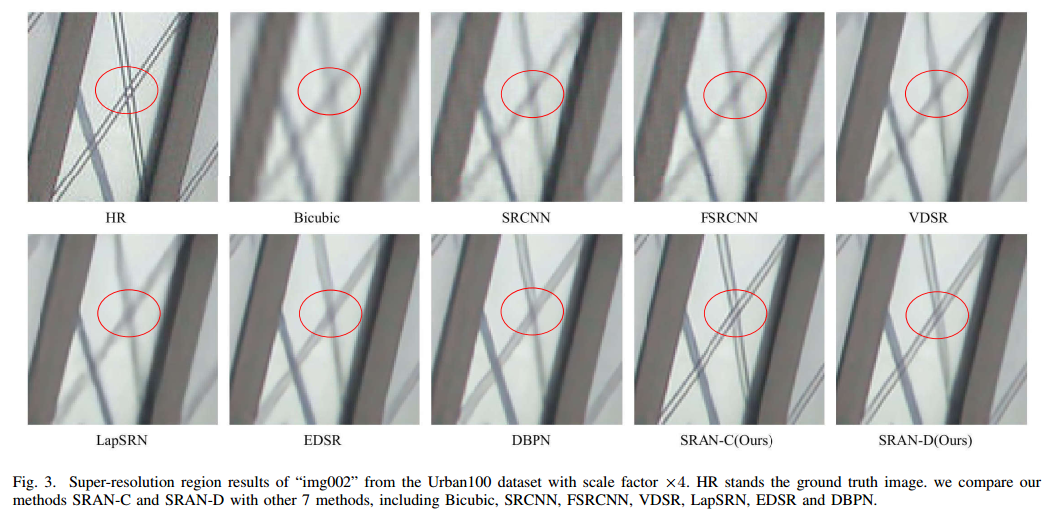 HR Bicubic SRCNN FSRCNN VDSR
LapSRN EDSR DBPN SRAN-C(Ours) SRAN-D(Ours)
Fig. 3. Super-resolution region results of “img002” from the Urban100 dataset with scale factor ×4. HR stands the ground truth image. we compare our
methods SRAN-C and SRAN-D with other 7 methods, including Bicubic, SRCNN, FSRCNN, VDSR, LapSRN, EDSR and DBPN.